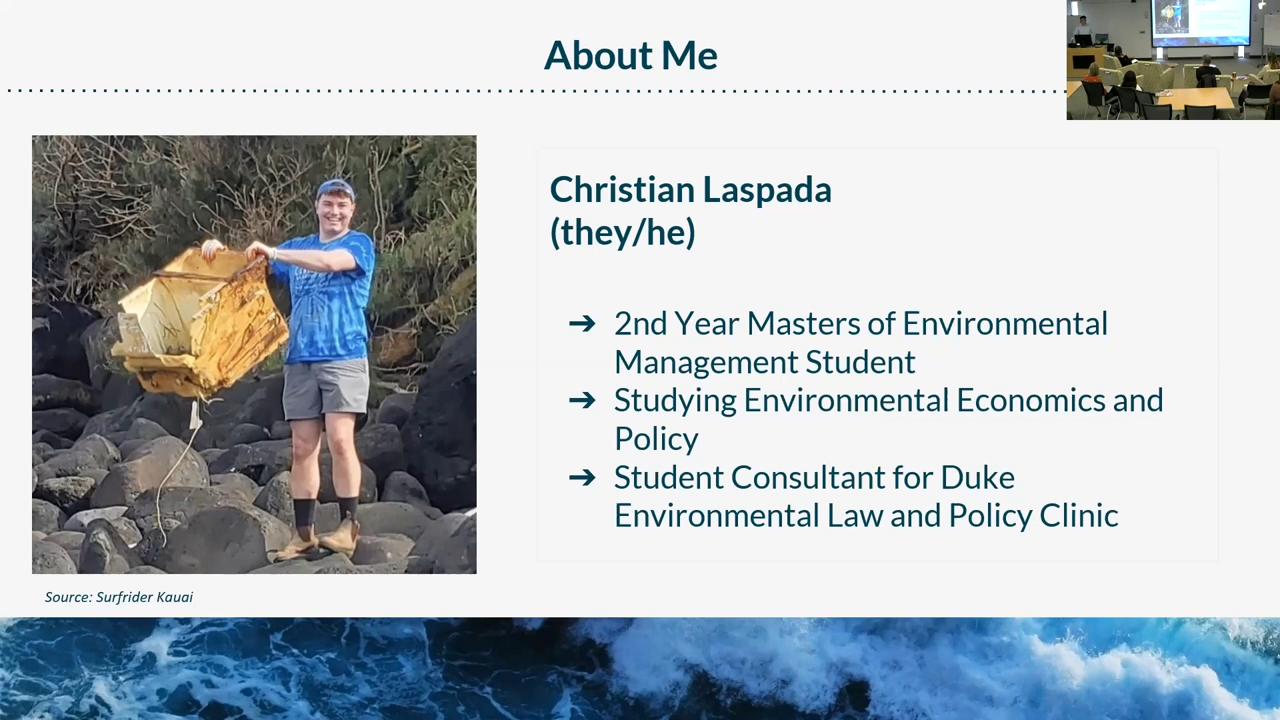 About Me
Christian Laspada
(they/he)
➔ 2nd Year Masters of Environmental
Management Student
➔ Studying Environmental Economics and
Policy
➔ Student Consultant for Duke
Environmental Law and Policy Clinic
Source: Surfrider Kauai